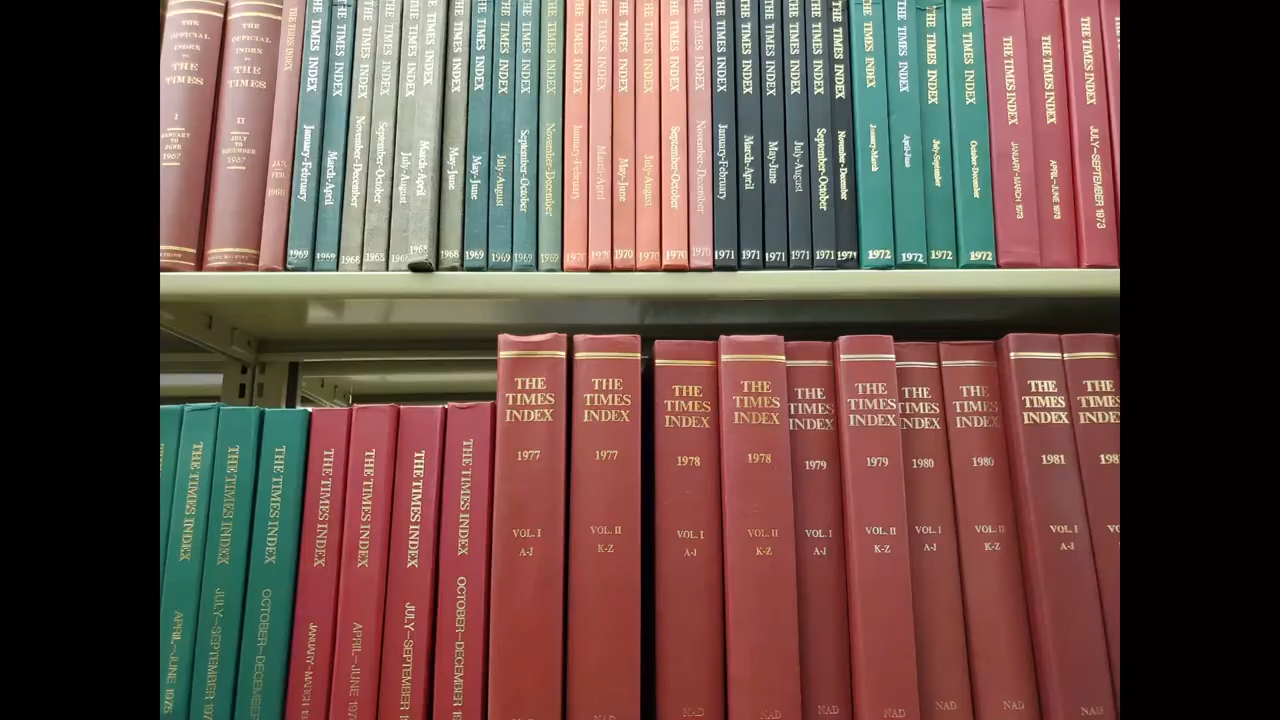 THE
OFFICIAL
INDEX
TO
THE
TIMES
I
JANUARY
TO
JUNE
1957
THE
OFFICIAL
INDEX
TO
THE
TIMES
II
JULY
TO
DECEMBER
1957
THE TIMES INDEX
JAN.
FEB.
1968
THE TIMES INDEX January-February 1969
THE TIMES INDEX March-April 1969
THE TIMES INDEX November-December 1968
THE TIMES INDEX September-October 1968
THE TIMES INDEX July-August
THE TIMES INDEX March-April 1968
THE TIMES INDEX May-June 1968
THE TIMES INDEX May-June 1969
THE TIMES INDEX July-August 1969
THE TIMES INDEX September-October 1969
THE TIMES INDEX November-December 1969
THE TIMES INDEX January-February
THE TIMES INDEX March-April 1970
THE TIMES INDEX May-June 1970
THE TIMES INDEX July-August 1970
THE TIMES INDEX September-October 1970
THE TIMES INDEX November-December 1970
THE TIMES INDEX January-February 1971
THE TIMES INDEX March-April 1971
THE TIMES INDEX May-June 1971
THE TIMES INDEX July-August 1971
THE TIMES INDEX September-October 1971
THE TIMES INDEX November-December 1971
THE TIMES INDEX January-March 1972
THE TIMES INDEX April-June 1972
THE TIMES INDEX July-September 1972
THE TIMES INDEX October-December 1972
THE TIMES INDEX JANUARY-MARCH 1973
THE TIMES INDEX APRIL-JUNE 1973
THE TIMES INDEX JULY-SEPTEMBER 1973
THE TIMES INDEX APRIL-JUNE 1975
THE TIMES INDEX JULY-SEPTEMBER
THE TIMES INDEX OCTOBER-DECEMBER
THE TIMES INDEX JANUARY-MARCH
THE TIMES INDEX APRIL-JUNE
THE TIMES INDEX JULY-SEPTEMBER
THE TIMES INDEX OCTOBER-DECEMBER
THE
TIMES
INDEX
1977
VOL. I
A-J
THE
TIMES
INDEX
1977
VOL. II
K-Z
THE
TIMES
INDEX
1978
VOL. I
A-J
NAD
THE
TIMES
INDEX
1978
VOL. II
K-Z
NAD
THE
TIMES
INDEX
1979
VOL. I
A-J
NAD
THE
TIMES
INDEX
1979
VOL. II
K-Z
NAD
THE
TIMES
INDEX
1980
VOL. I
A-J
NAD
THE
TIMES
INDEX
1980
VOL. II
K-Z
NAD
THE
TIMES
INDEX
1981
VOL. I
A-J
NAD
THE
TIMES
INDEX